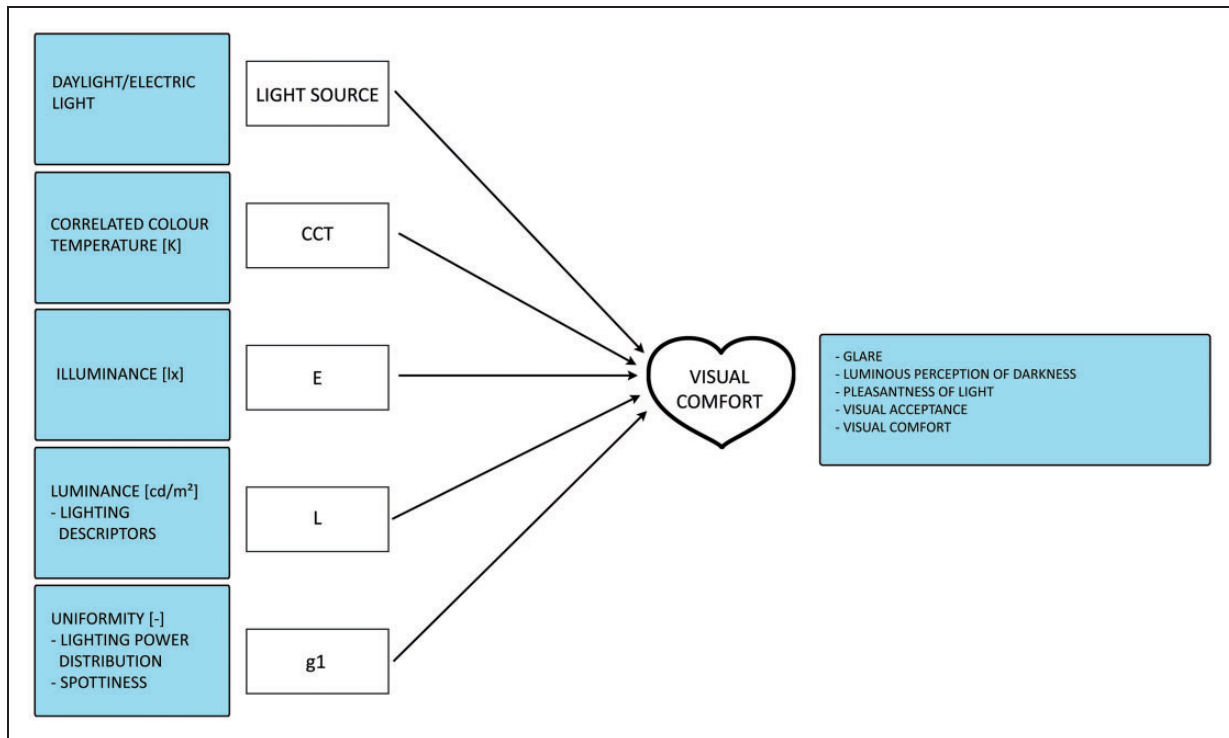 DAYLIGHT/ELECTRIC
LIGHT
LIGHT SOURCE
CORRELATED COLOUR
TEMPERATURE [K]
CCT
ILLUMINANCE [lx]
E
LUMINANCE [cd/m²]
- LIGHTING
DESCRIPTORS
L
UNIFORMITY [-]
- LIGHTING POWER
DISTRIBUTION
- SPOTTINESS
g1
VISUAL
COMFORT
- GLARE
- LUMINOUS PERCEPTION OF DARKNESS
- PLEASANTNESS OF LIGHT
- VISUAL ACCEPTANCE
- VISUAL COMFORT